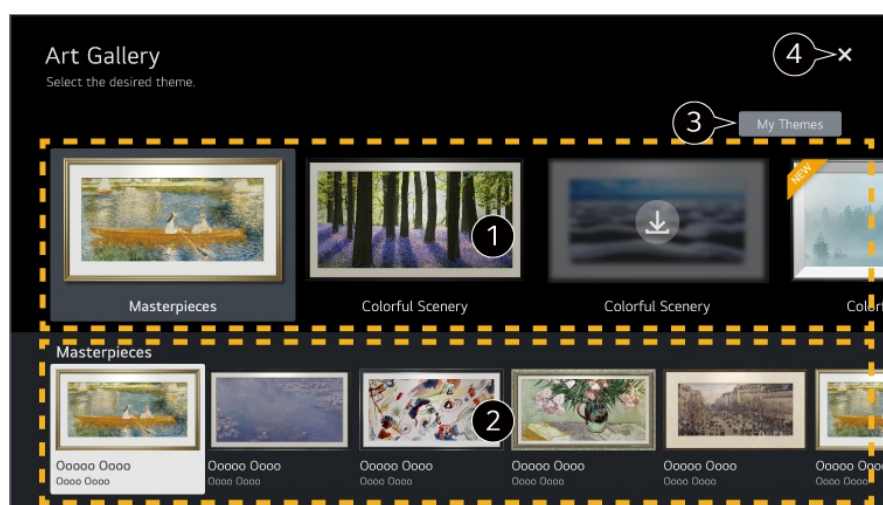 Art Gallery
Select the desired theme.
4
×
3
My Themes
NEW
1
Masterpieces
Colorful Scenery
Colorful Scenery
Masterpieces
2
Ooooo Oooo
Ooooo Oooo
Ooooo Oooo
Ooooo Oooo
Ooooo Oooo
Ooooo Oooo
Oooo Oooo
Oooo Oooo
Oooo Oooo
Oooo Oooo
Oooo Oooo
Oooo Oooo